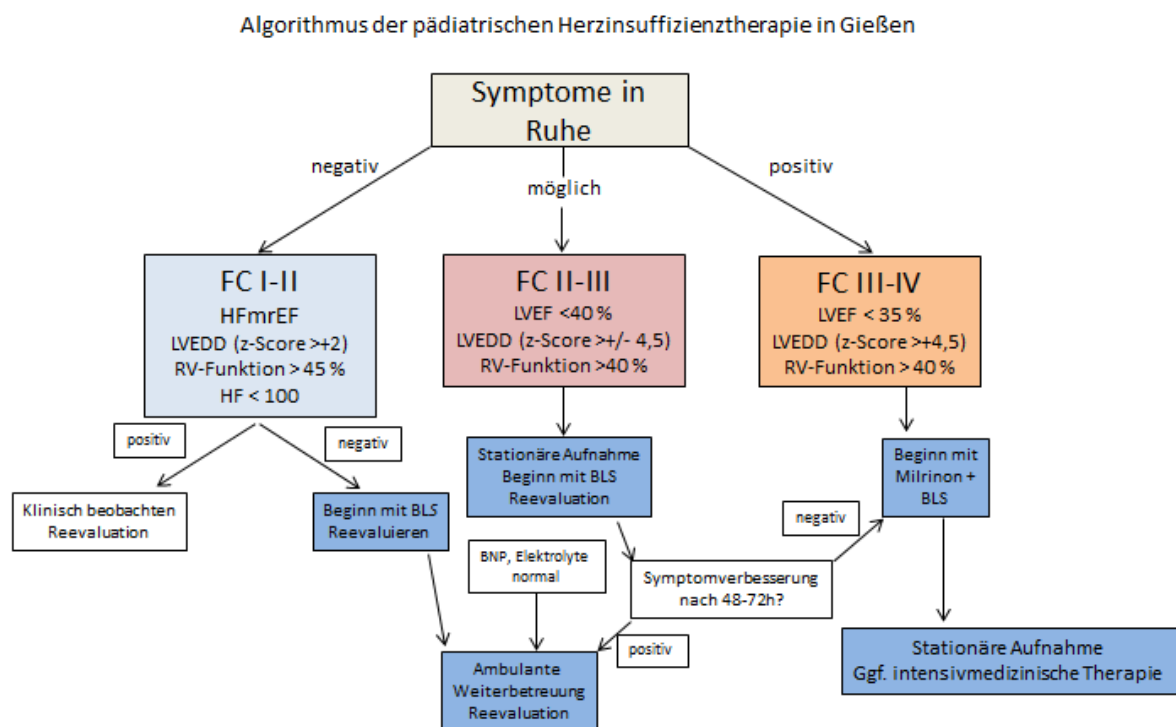 Algorithmus der pädiatrischen Herzinsuffizienztherapie in Gießen
Symptome in
Ruhe
negativ
möglich
positiv
FC I-II
HFmrEF
LVEDD (z-Score >+2)
RV-Funktion > 45 %
HF < 100
FC II-III
LVEF <40 %
LVEDD (z-Score >+/- 4,5)
RV-Funktion >40 %
FC III-IV
LVEF < 35 %
LVEDD (z-Score >+4,5)
RV-Funktion > 40 %
positiv
negativ
Klinisch beobachten
Reevaluation
Beginn mit BLS
Reevaluieren
Stationäre Aufnahme
Beginn mit BLS
Reevaluation
Beginn mit
Milrinon +
BLS
negativ
BNP, Elektrolyte
normal
Symptomverbesserung
nach 48-72h?
positiv
Ambulante
Weiterbetreuung
Reevaluation
Stationäre Aufnahme
Ggf. intensivmedizinische Therapie